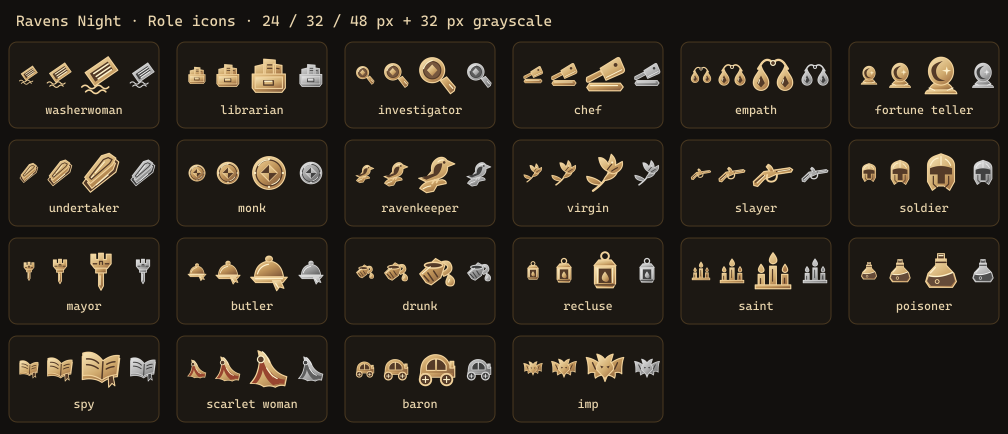 Ravens Night · Role icons · 24 / 32 / 48 px + 32 px grayscale
washerwoman
librarian
investigator
chef
empath
fortune teller
undertaker
monk
ravenkeeper
virgin
slayer
soldier
mayor
butler
drunk
recluse
saint
poisoner
spy
scarlet woman
baron
imp